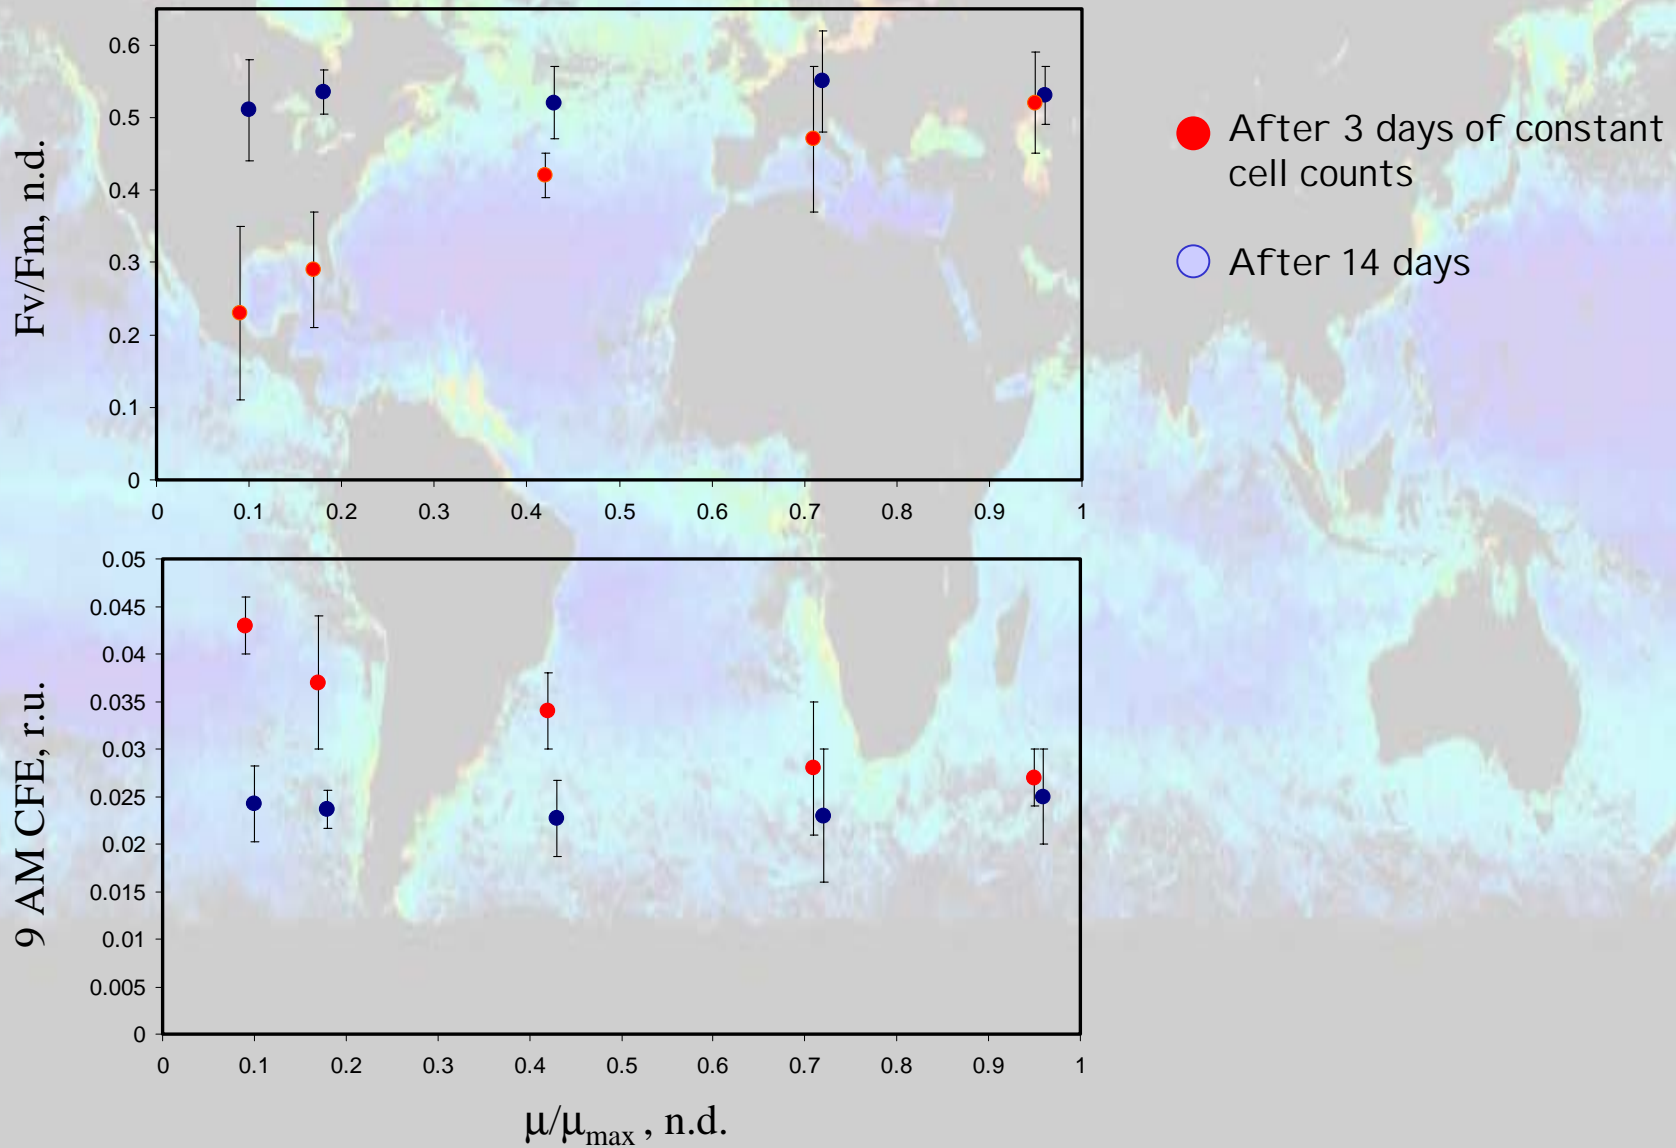 0.6
0.5
0.4
0.3
0.2
0.1
0
Fv/Fm, n.d.
0 0.1 0.2 0.3 0.4 0.5 0.6 0.7 0.8 0.9 1
After 3 days of constant
cell counts
After 14 days
0.05
0.045
0.04
0.035
0.03
0.025
0.02
0.015
0.01
0.005
0
9 AM CFE, r.u.
0 0.1 0.2 0.3 0.4 0.5 0.6 0.7 0.8 0.9 1
μ/μmax , n.d.